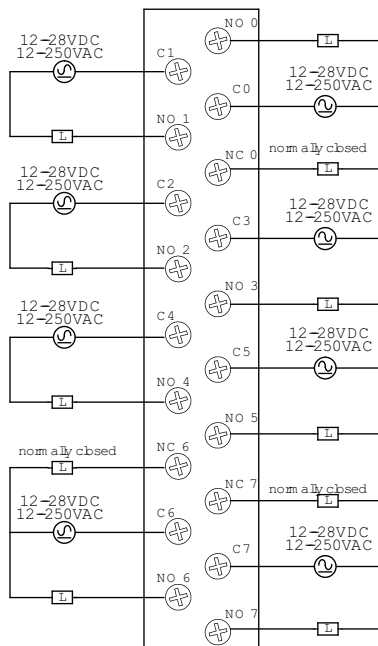 NO 0
L
12-28VDC
12-250VAC
C1
C0
12-28VDC
12-250VAC
NO 1
L
NC 0
normally closed
L
12-28VDC
12-250VAC
C2
C3
12-28VDC
12-250VAC
NO 2
L
NO 3
L
12-28VDC
12-250VAC
C4
C5
12-28VDC
12-250VAC
NO 4
L
NO 5
L
normally closed
L
NC 6
NC 7
normally closed
L
12-28VDC
12-250VAC
C6
C7
12-28VDC
12-250VAC
NO 6
L
NO 7
L